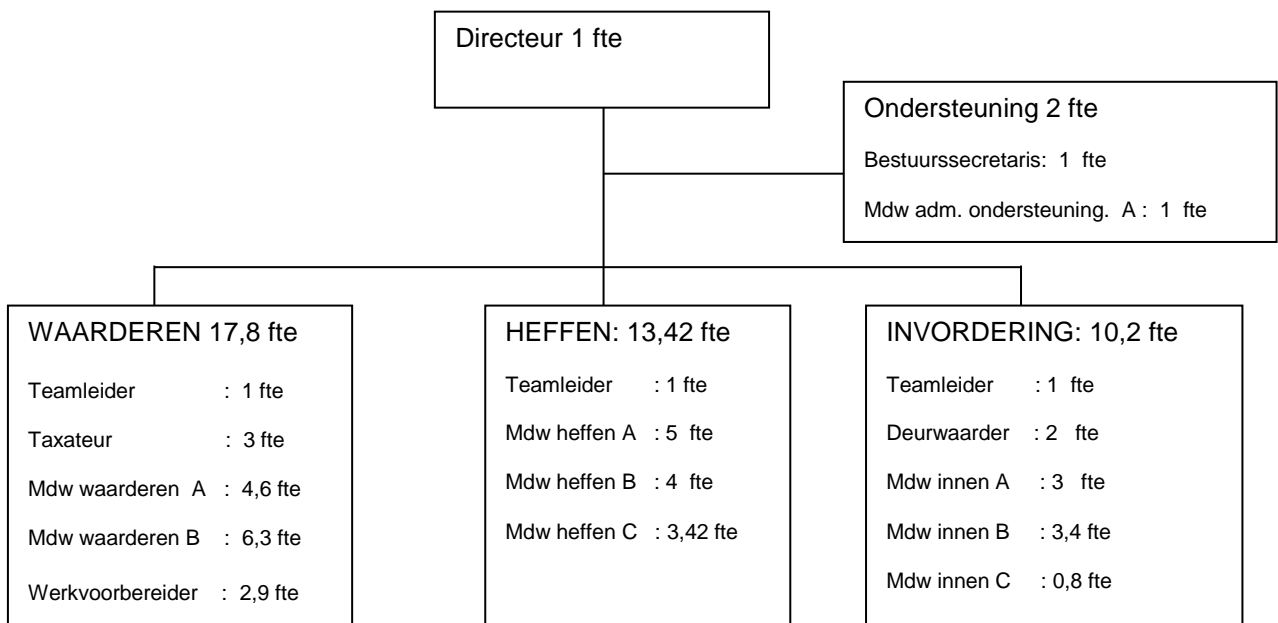 Directeur 1 fte
Ondersteuning 2 fte
Bestuurssecretaris: 1 fte
Mdw adm. ondersteuning. A : 1 fte
WAARDEREN 17,8 fte
Teamleider : 1 fte
Taxateur : 3 fte
Mdw waarderen A : 4,6 fte
Mdw waarderen B : 6,3 fte
Werkvoorbereider : 2,9 fte
HEFFEN: 13,42 fte
Teamleider : 1 fte
Mdw heffen A : 5 fte
Mdw heffen B : 4 fte
Mdw heffen C : 3,42 fte
INVORDERING: 10,2 fte
Teamleider : 1 fte
Deurwaarder : 2 fte
Mdw innen A : 3 fte
Mdw innen B : 3,4 fte
Mdw innen C : 0,8 fte